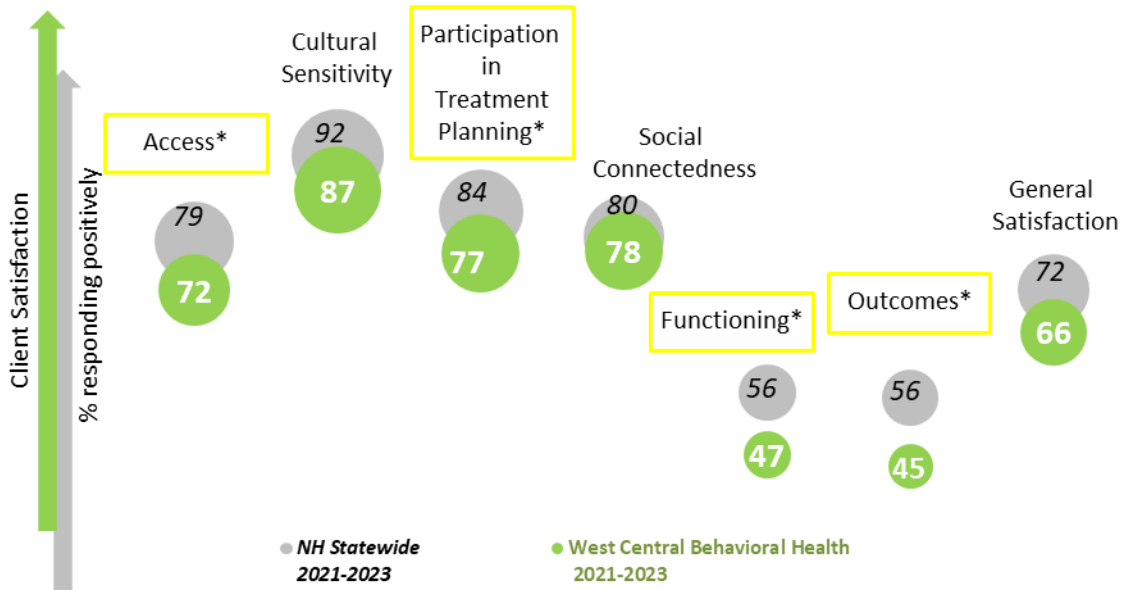 Client Satisfaction
% responding positively
Access*
79
72
Cultural
Sensitivity
92
87
Participation
in
Treatment
Planning*
84
77
Social
Connectedness
80
78
Functioning*
56
47
Outcomes*
56
45
General
Satisfaction
72
66
NH Statewide
2021-2023
West Central Behavioral Health
2021-2023